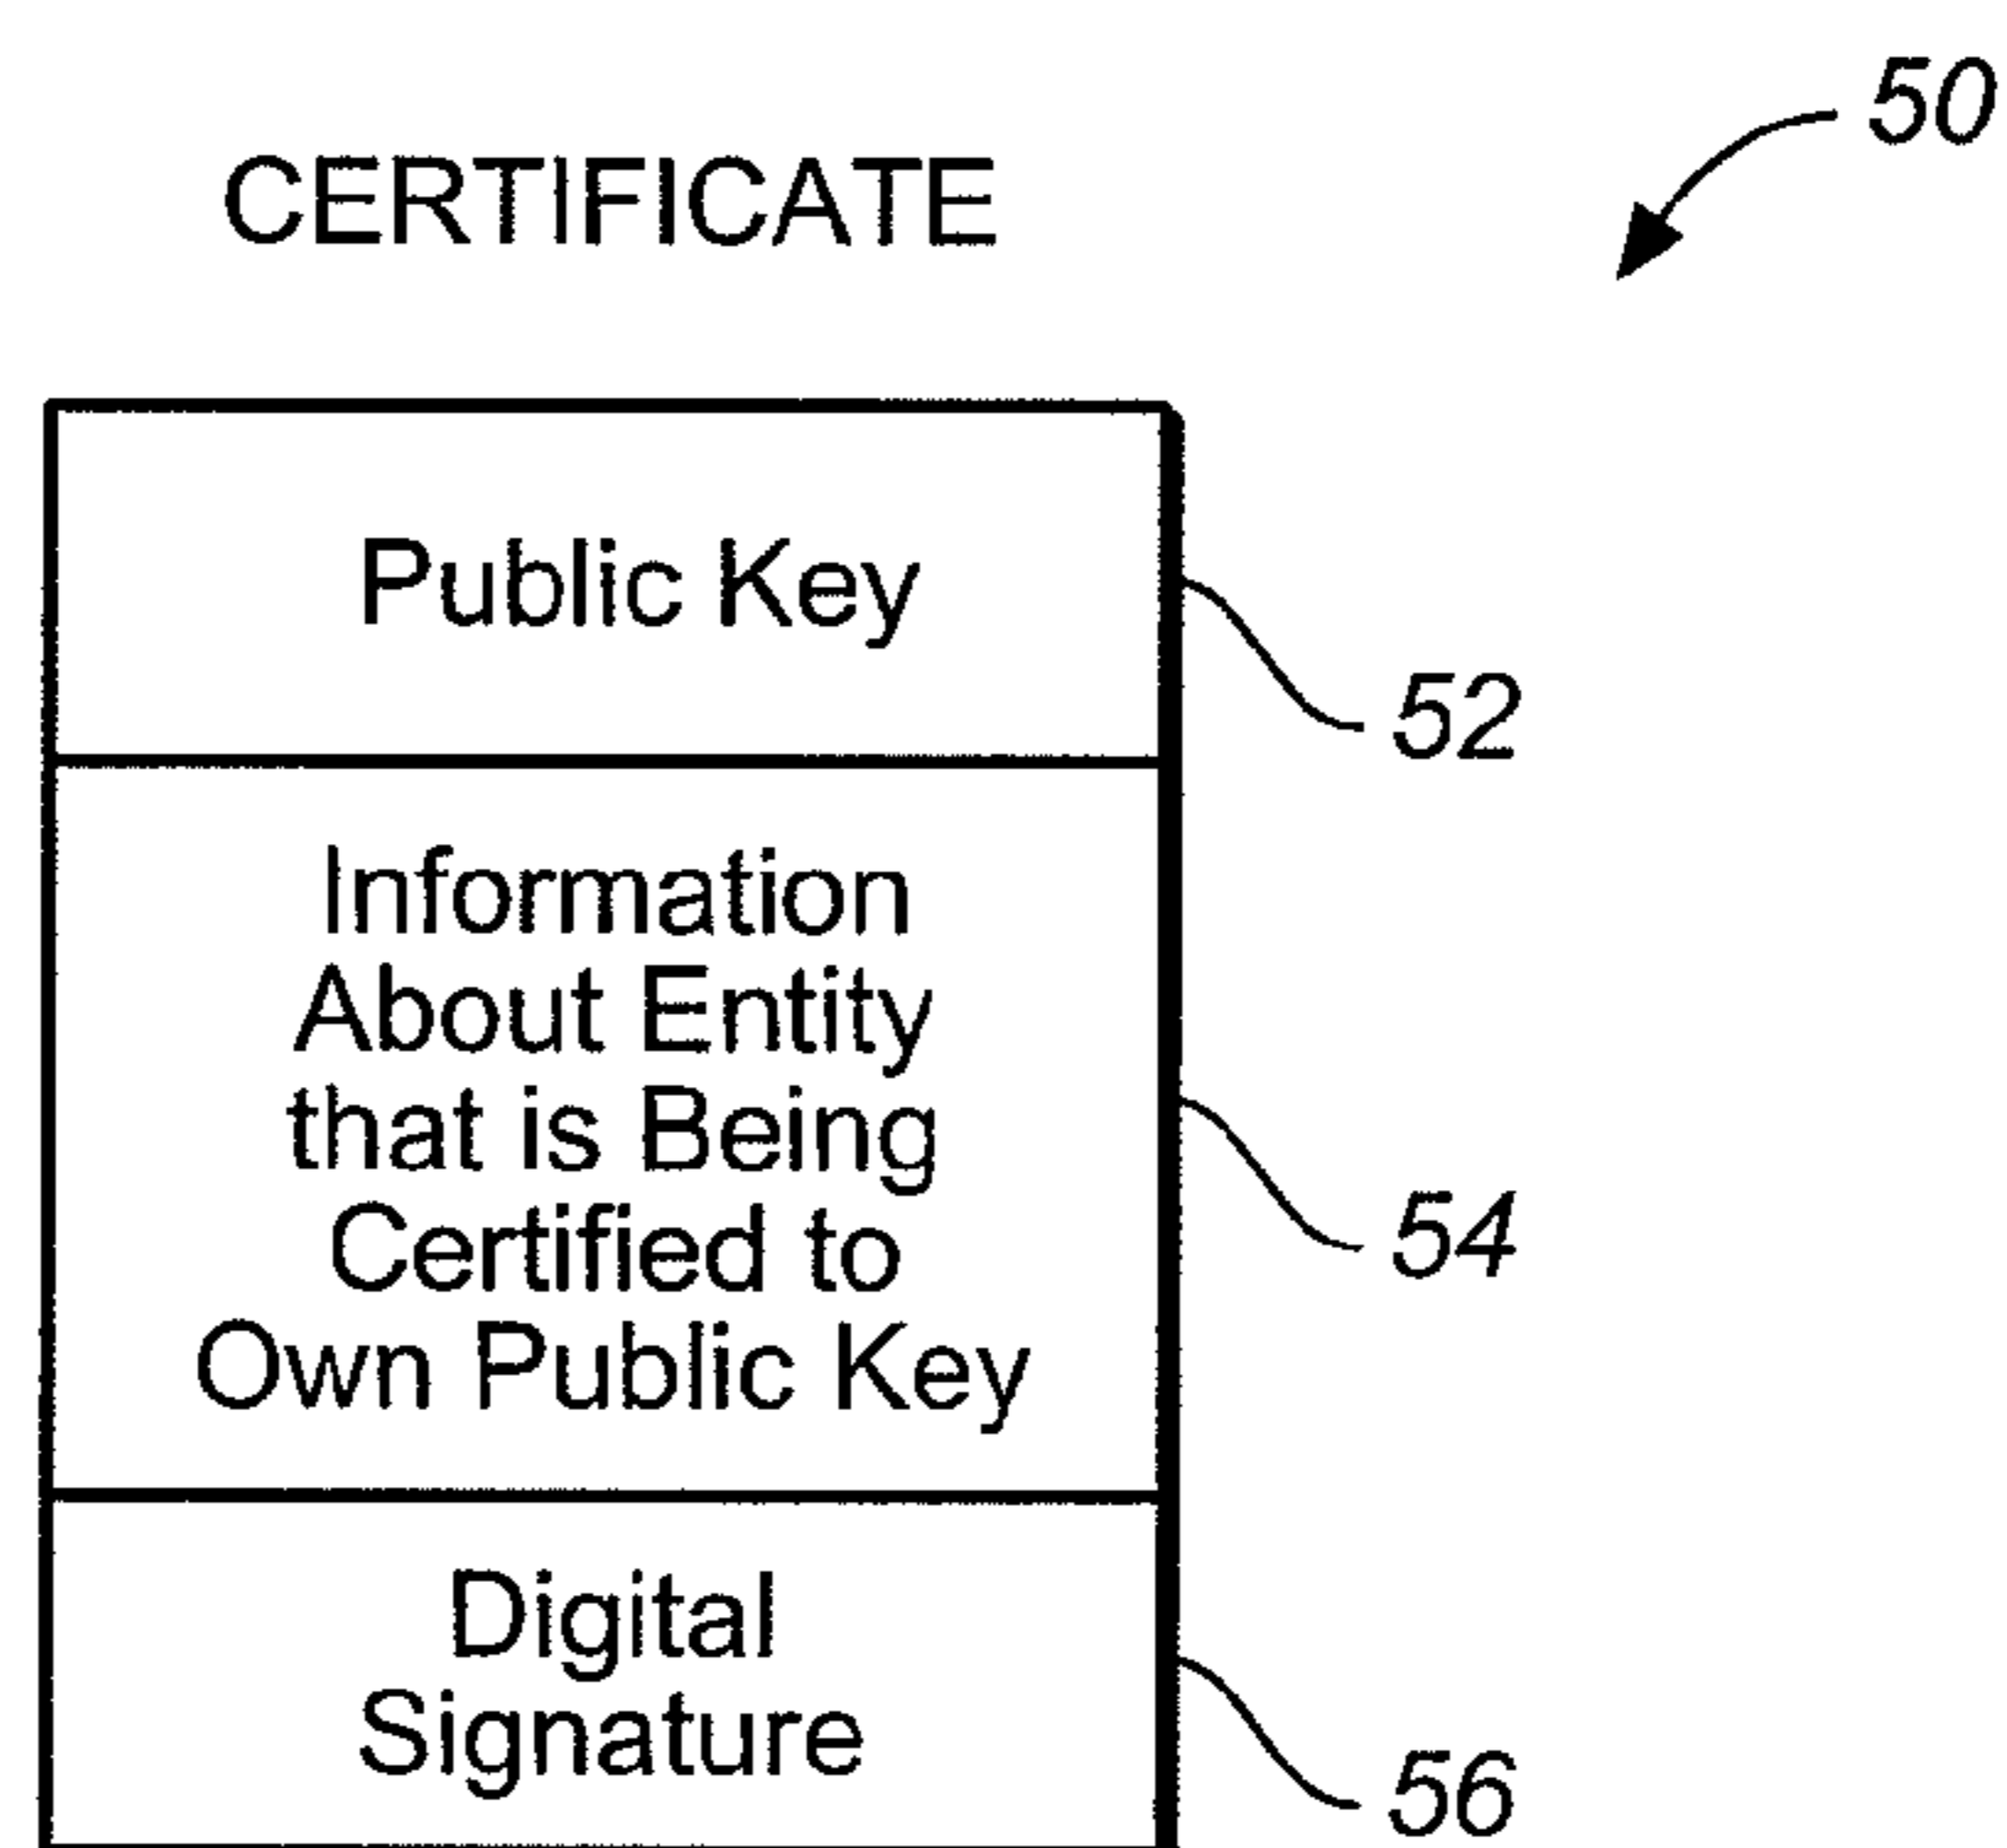 50
CERTIFICATE
Public Key
52
Information
About Entity
that is Being
Certified to
Own Public Key
54
Digital
Signature
56